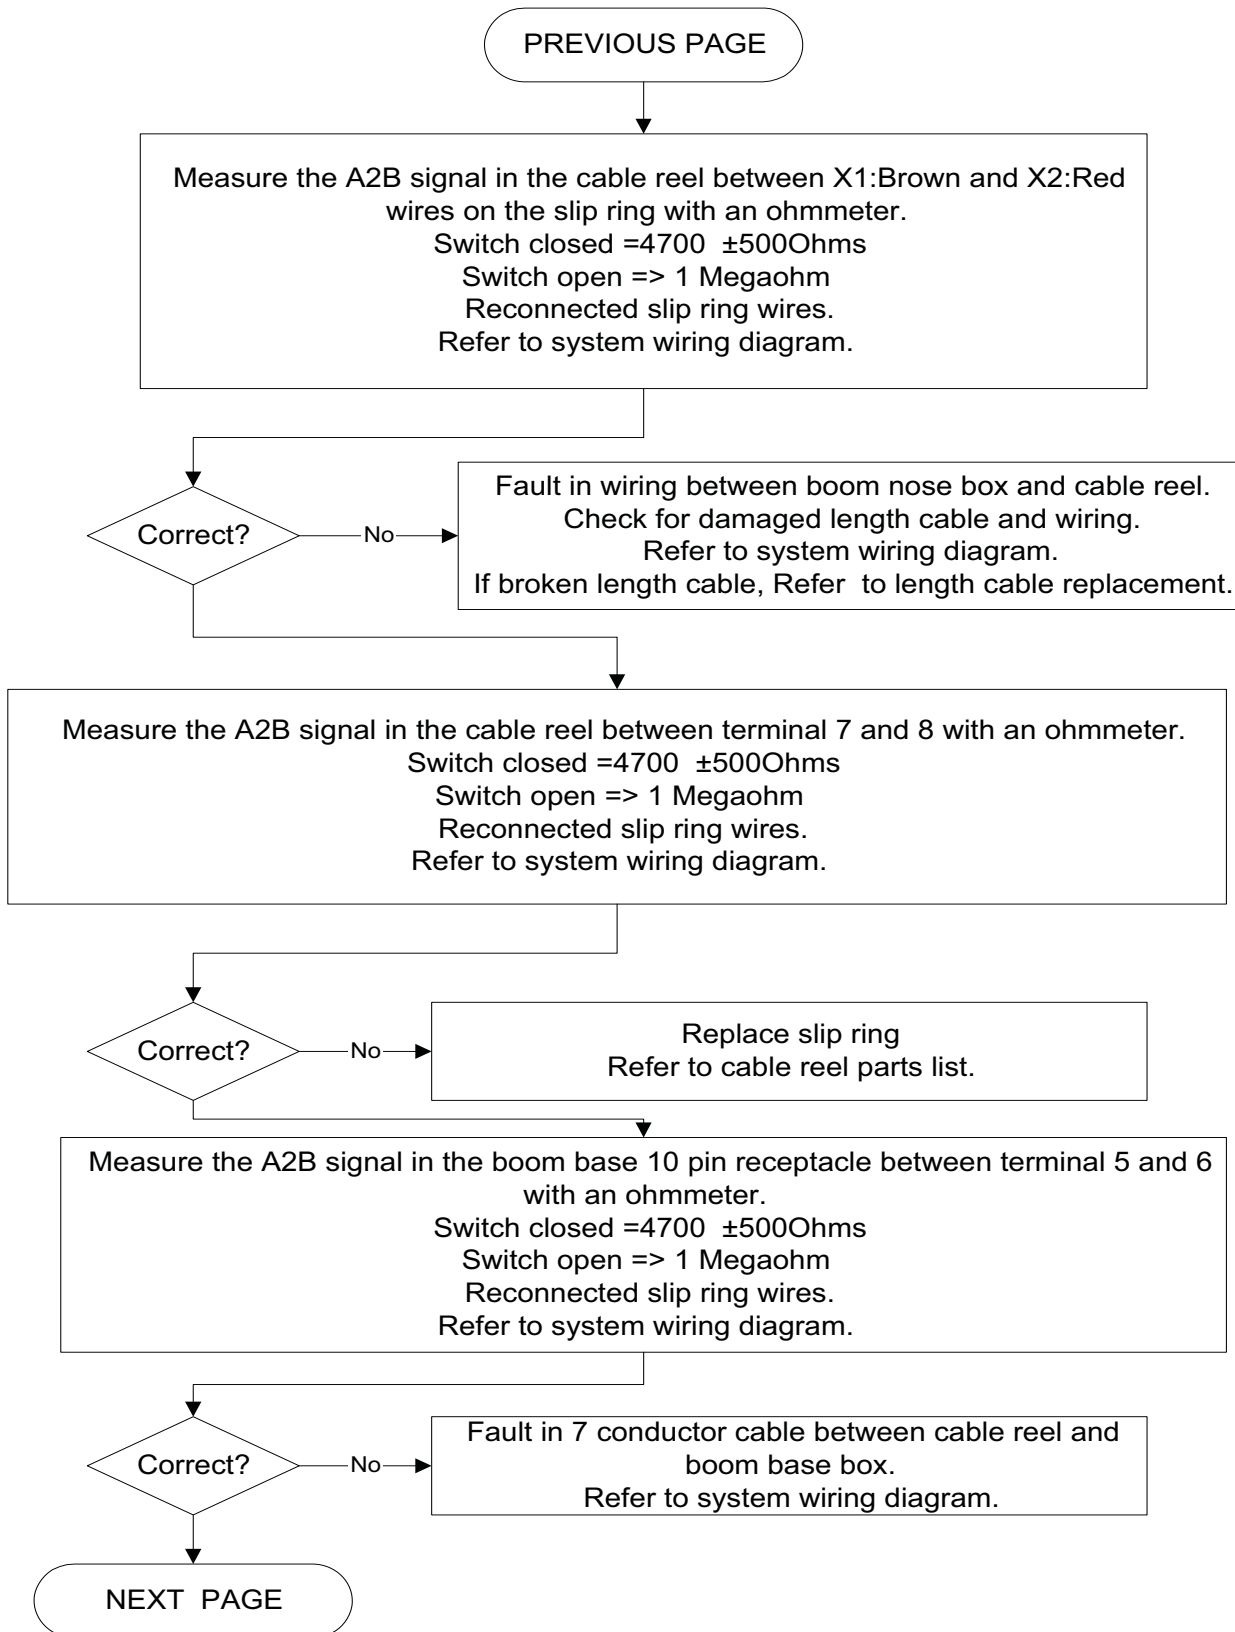 PREVIOUS PAGE
Measure the A2B signal in the cable reel between X1:Brown and X2:Red
wires on the slip ring with an ohmmeter.
Switch closed =4700  ±500Ohms
Switch open => 1 Megaohm
Reconnected slip ring wires.
Refer to system wiring diagram.
Correct?
No
Fault in wiring between boom nose box and cable reel.
Check for damaged length cable and wiring.
Refer to system wiring diagram.
If broken length cable, Refer  to length cable replacement.
Measure the A2B signal in the cable reel between terminal 7 and 8 with an ohmmeter.
Switch closed =4700  ±500Ohms
Switch open => 1 Megaohm
Reconnected slip ring wires.
Refer to system wiring diagram.
Correct?
No
Replace slip ring
Refer to cable reel parts list.
Measure the A2B signal in the boom base 10 pin receptacle between terminal 5 and 6
with an ohmmeter.
Switch closed =4700  ±500Ohms
Switch open => 1 Megaohm
Reconnected slip ring wires.
Refer to system wiring diagram.
Correct?
No
Fault in 7 conductor cable between cable reel and
boom base box.
Refer to system wiring diagram.
NEXT  PAGE